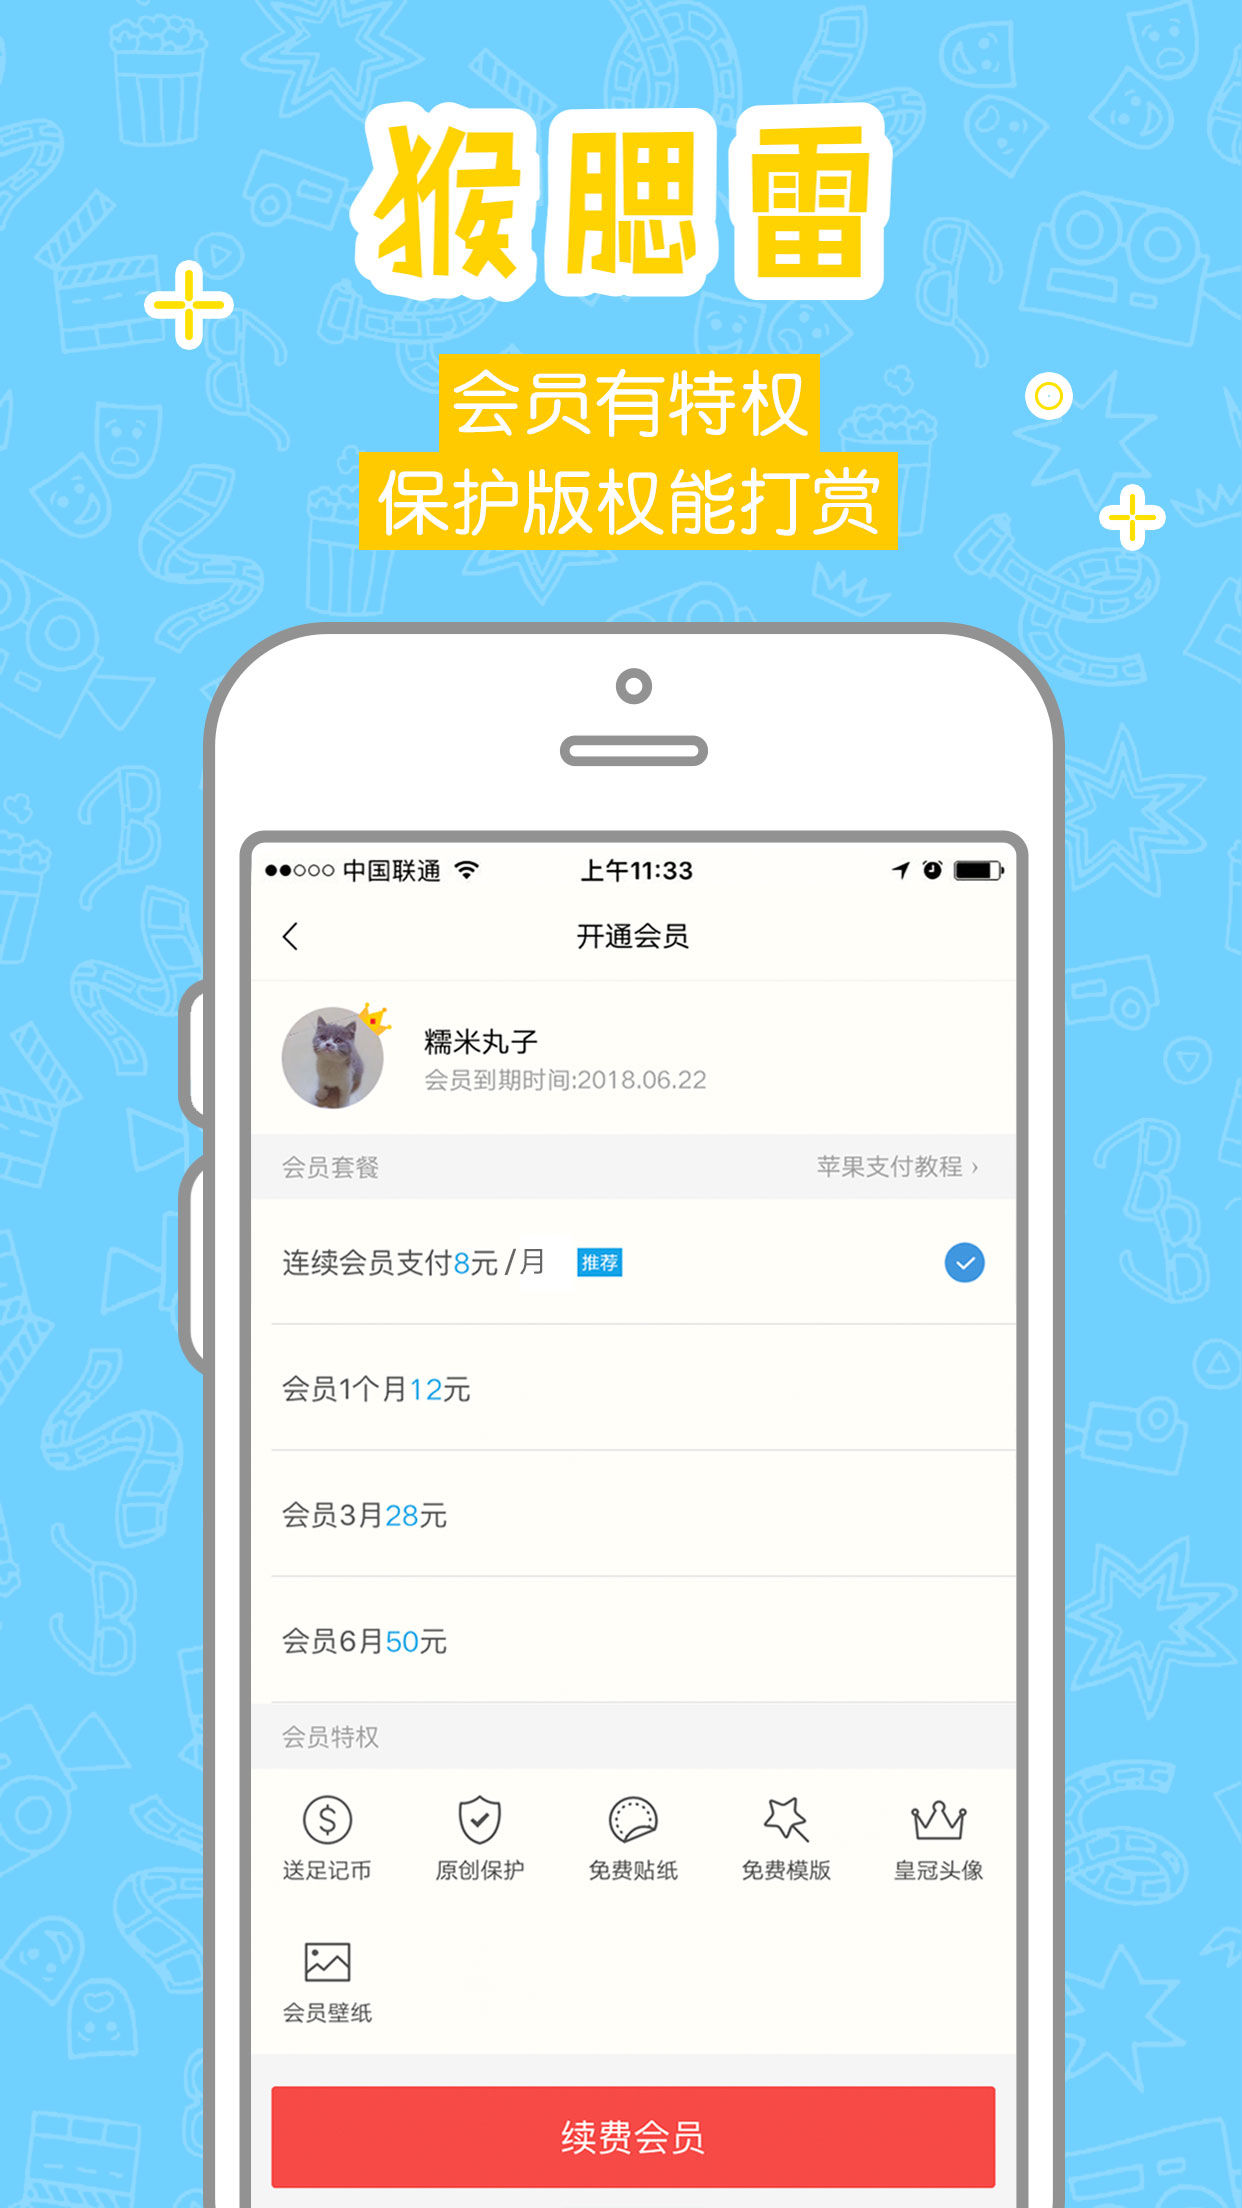 猴腮雷
会员有特权
保护版权能打赏
中国联通 上午11:33
开通会员
糯米丸子
会员到期时间:2018.06.22
会员套餐 苹果支付教程 ›
连续会员支付8元/月 推荐
会员1个月12元
会员3月28元
会员6月50元
会员特权
送足记币 原创保护 免费贴纸 免费模版 皇冠头像
会员壁纸
续费会员